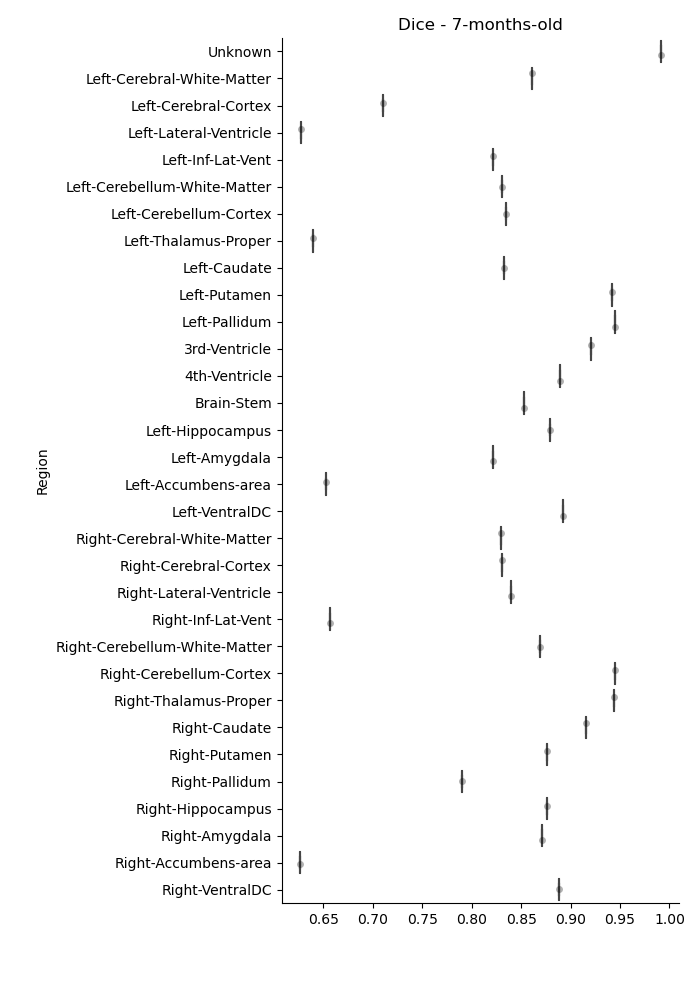 Dice - 7-months-old
Unknown
Left-Cerebral-White-Matter
Left-Cerebral-Cortex
Left-Lateral-Ventricle
Left-Inf-Lat-Vent
Left-Cerebellum-White-Matter
Left-Cerebellum-Cortex
Left-Thalamus-Proper
Left-Caudate
Left-Putamen
Left-Pallidum
3rd-Ventricle
4th-Ventricle
Brain-Stem
Left-Hippocampus
Left-Amygdala
Left-Accumbens-area
Left-VentralDC
Right-Cerebral-White-Matter
Right-Cerebral-Cortex
Right-Lateral-Ventricle
Right-Inf-Lat-Vent
Right-Cerebellum-White-Matter
Right-Cerebellum-Cortex
Right-Thalamus-Proper
Right-Caudate
Right-Putamen
Right-Pallidum
Right-Hippocampus
Right-Amygdala
Right-Accumbens-area
Right-VentralDC
Region
0.65 0.70 0.75 0.80 0.85 0.90 0.95 1.00